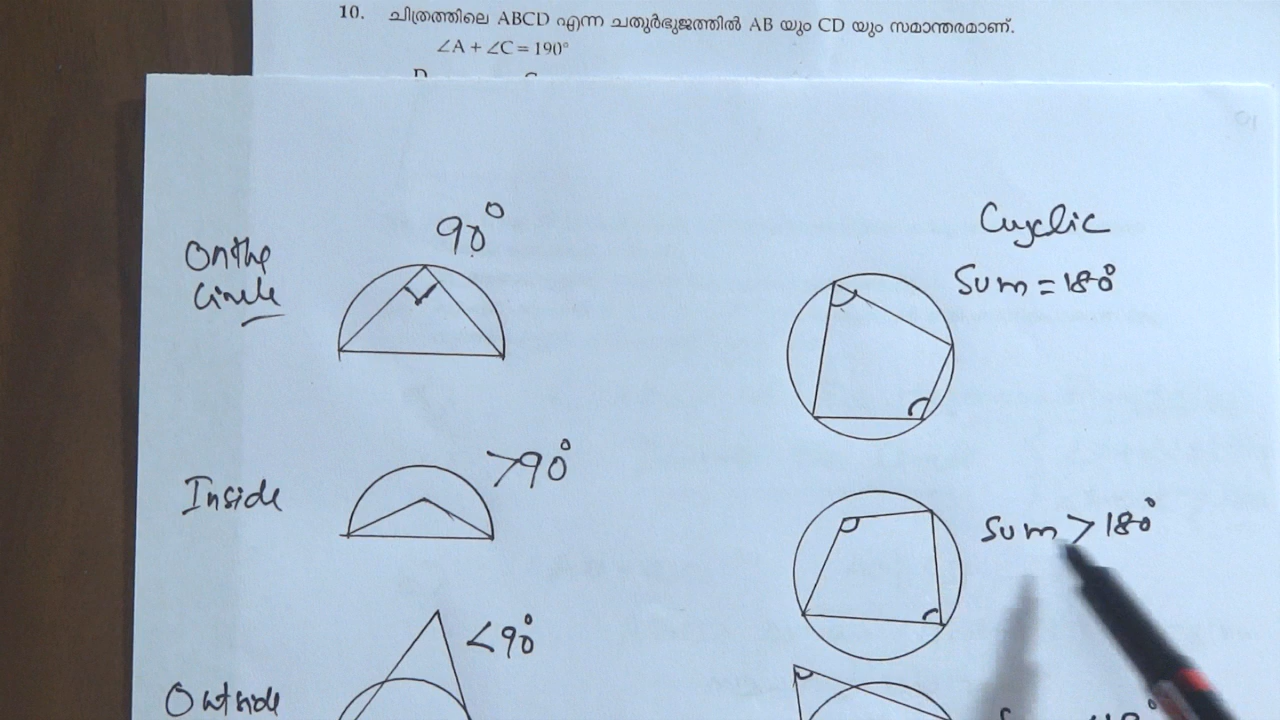 10. ചിത്രത്തിലെ ABCD എന്ന ചതുർഭുജത്തിൽ AB യും CD യും സമാന്തരമാണ്.
∠A + ∠C = 190°
D C
On the
Circle
90°
Cyclic
Sum = 180°
Inside
>90°
Sum > 180°
<90°
Outside